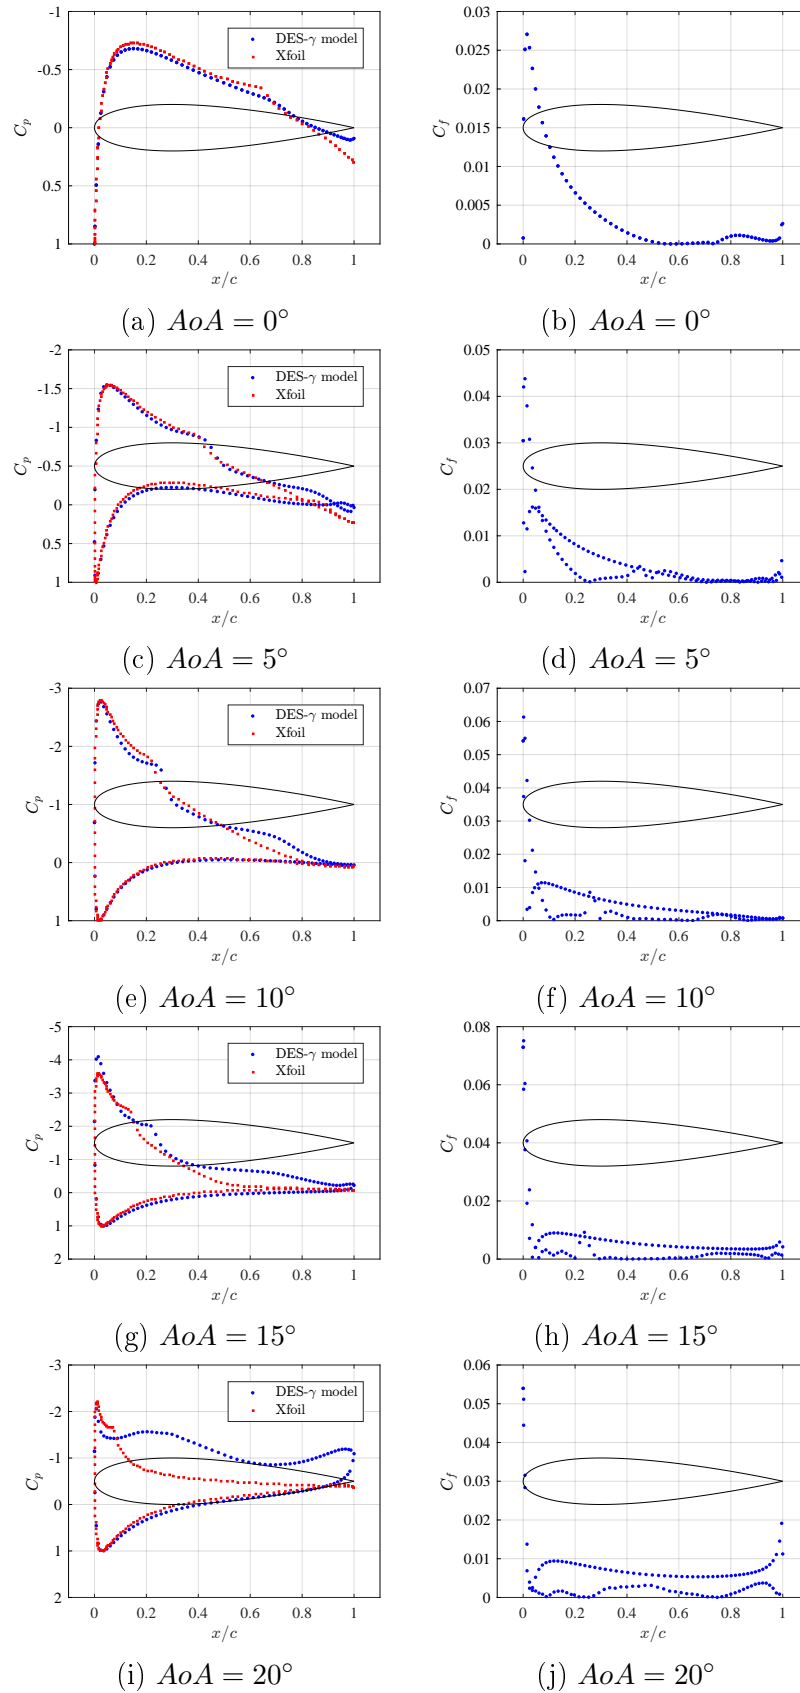 -1
-0.5
0
0.5
1
C_p
DES-γ model
Xfoil
0 0.2 0.4 0.6 0.8 1
x/c
(a) AoA = 0°
0.03
0.025
0.02
0.015
0.01
0.005
0
C_f
0 0.2 0.4 0.6 0.8 1
x/c
(b) AoA = 0°
-2
-1.5
-1
-0.5
0
0.5
1
C_p
DES-γ model
Xfoil
0 0.2 0.4 0.6 0.8 1
x/c
(c) AoA = 5°
0.05
0.04
0.03
0.02
0.01
0
C_f
0 0.2 0.4 0.6 0.8 1
x/c
(d) AoA = 5°
-3
-2
-1
0
1
C_p
DES-γ model
Xfoil
0 0.2 0.4 0.6 0.8 1
x/c
(e) AoA = 10°
0.07
0.06
0.05
0.04
0.03
0.02
0.01
0
C_f
0 0.2 0.4 0.6 0.8 1
x/c
(f) AoA = 10°
-5
-4
-3
-2
-1
0
1
2
C_p
DES-γ model
Xfoil
0 0.2 0.4 0.6 0.8 1
x/c
(g) AoA = 15°
0.08
0.06
0.04
0.02
0
C_f
0 0.2 0.4 0.6 0.8 1
x/c
(h) AoA = 15°
-3
-2
-1
0
1
2
C_p
DES-γ model
Xfoil
0 0.2 0.4 0.6 0.8 1
x/c
(i) AoA = 20°
0.06
0.05
0.04
0.03
0.02
0.01
0
C_f
0 0.2 0.4 0.6 0.8 1
x/c
(j) AoA = 20°